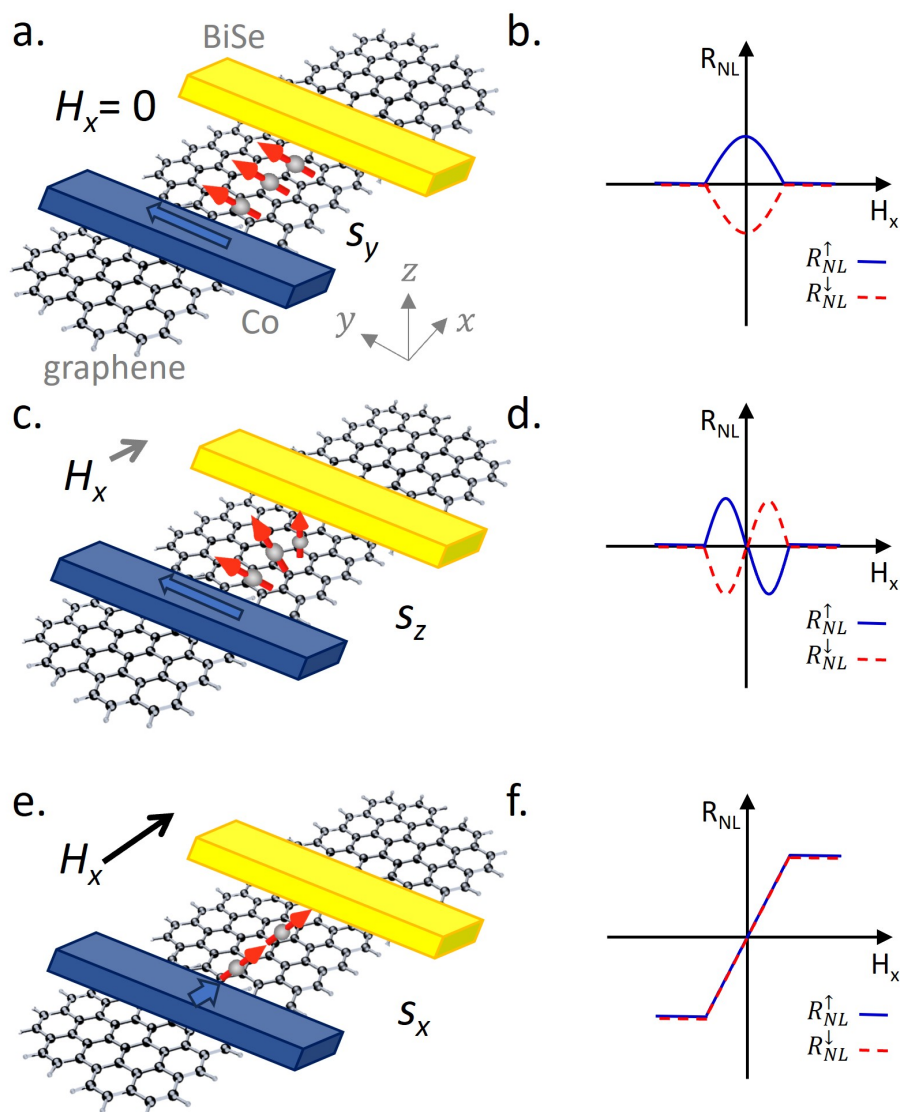 a.
BiSe
Hx= 0
sy
Co
graphene
z
y
x
b.
RNL
Hx
R↑NL
R↓NL
c.
Hx
sz
d.
RNL
Hx
R↑NL
R↓NL
e.
Hx
sx
f.
RNL
Hx
R↑NL
R↓NL